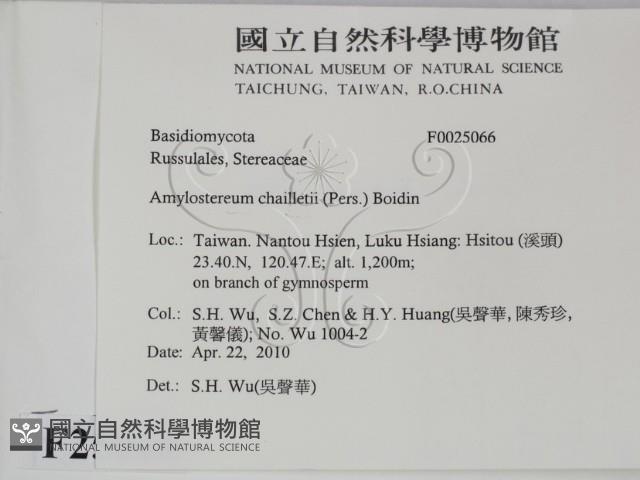 國立自然科學博物館
NATIONAL MUSEUM OF NATURAL SCIENCE
TAICHUNG, TAIWAN, R.O.CHINA
Basidiomycota F0025066
Russulales, Stereaceae
Amylostereum chailletii (Pers.) Boidin
Loc.: Taiwan. Nantou Hsien, Luku Hsiang: Hsitou (溪頭)
23.40.N, 120.47.E; alt. 1,200m;
on branch of gymnosperm
Col.: S.H. Wu, S.Z. Chen & H.Y. Huang(吳聲華, 陳秀珍,
黃馨儀); No. Wu 1004-2
Date: Apr. 22, 2010
Det.: S.H. Wu(吳聲華)
國立自然科學博物館
NATIONAL MUSEUM OF NATURAL SCIENCE